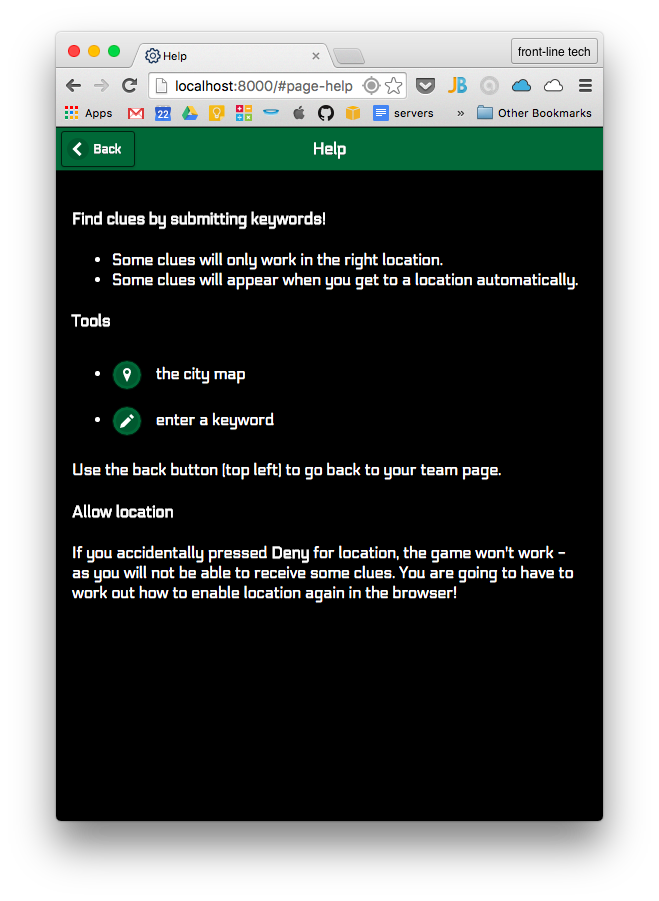 Help
front-line tech
localhost:8000/#page-help
Apps
22
JB
servers
»
Other Bookmarks
Back
Help
Find clues by submitting keywords!
• Some clues will only work in the right location.
• Some clues will appear when you get to a location automatically.
Tools
• the city map
• enter a keyword
Use the back button (top left) to go back to your team page.
Allow location
If you accidentally pressed Deny for location, the game won't work –
as you will not be able to receive some clues. You are going to have to
work out how to enable location again in the browser!